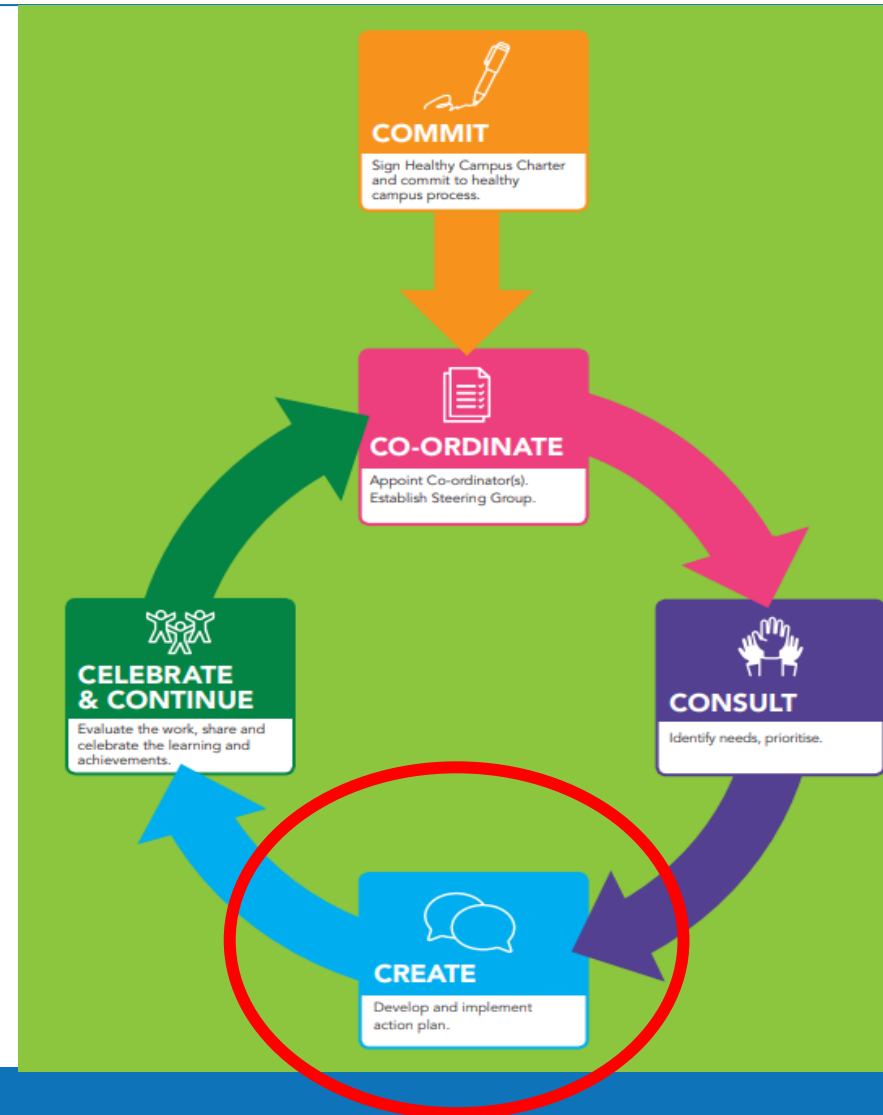 COMMIT
Sign Healthy Campus Charter
and commit to healthy
campus process.
CO-ORDINATE
Appoint Co-ordinator(s).
Establish Steering Group.
CONSULT
Identify needs, prioritise.
CREATE
Develop and implement
action plan.
CELEBRATE
& CONTINUE
Evaluate the work, share and
celebrate the learning and
achievements.